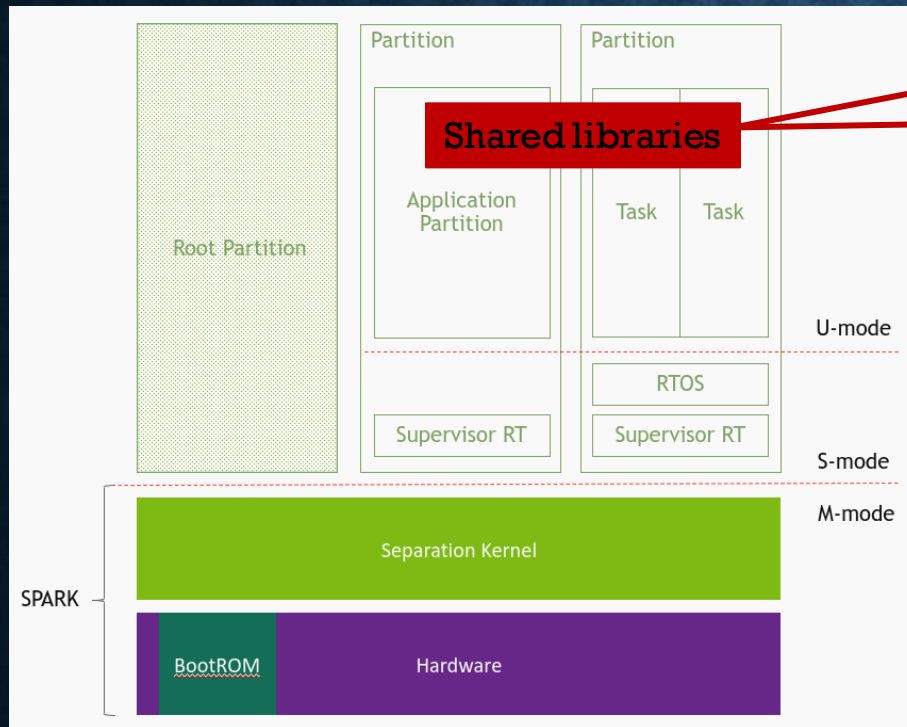 Partition
Partition
Shared libraries
Application
Partition
Task
Task
Root Partition
U-mode
RTOS
Supervisor RT
Supervisor RT
S-mode
M-mode
Separation Kernel
SPARK
BootROM
Hardware